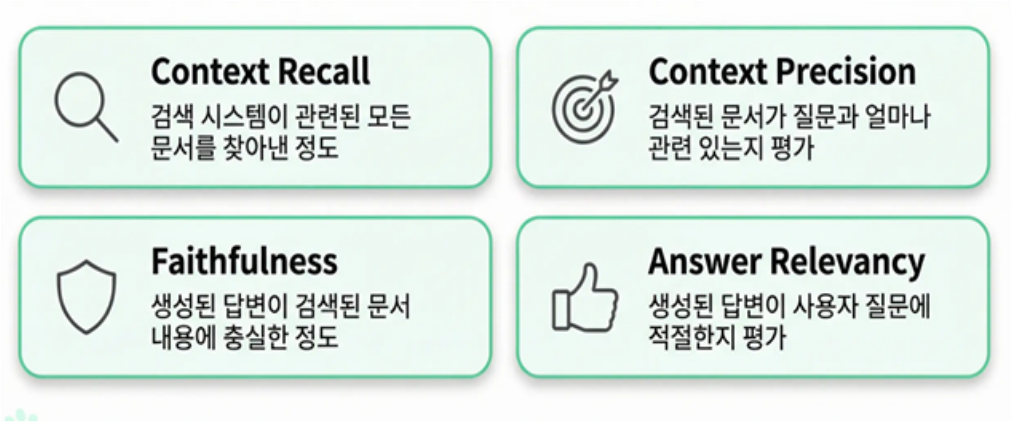 Context Recall
검색 시스템이 관련된 모든
문서를 찾아낸 정도
Context Precision
검색된 문서가 질문과 얼마나
관련 있는지 평가
Faithfulness
생성된 답변이 검색된 문서
내용에 충실한 정도
Answer Relevancy
생성된 답변이 사용자 질문에
적절한지 평가